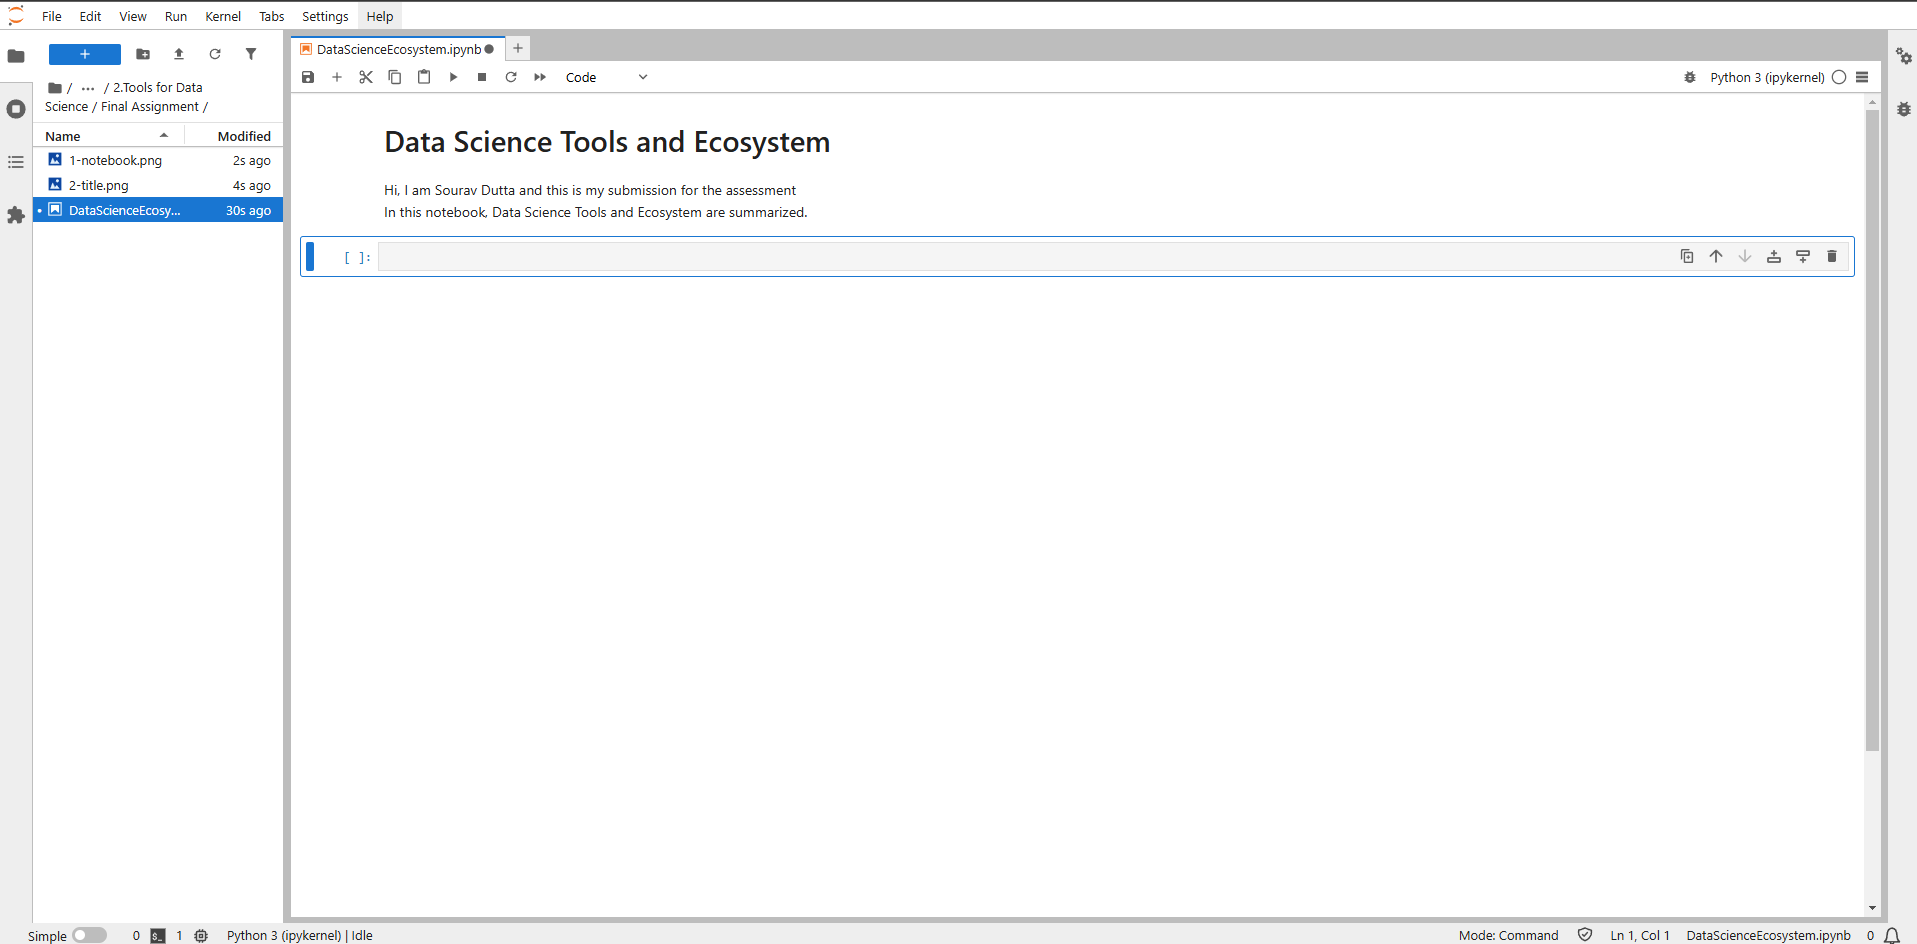 File Edit View Run Kernel Tabs Settings Help
/ ... / 2.Tools for Data
Science / Final Assignment /
Name Modified
1-notebook.png 2s ago
2-title.png 4s ago
DataScienceEcosy... 30s ago
DataScienceEcosystem.ipynb
Code
Python 3 (ipykernel)
Data Science Tools and Ecosystem
Hi, I am Sourav Dutta and this is my submission for the assessment
In this notebook, Data Science Tools and Ecosystem are summarized.
[ ]:
Simple 0 $_ 1 Python 3 (ipykernel) | Idle Mode: Command Ln 1, Col 1 DataScienceEcosystem.ipynb 0